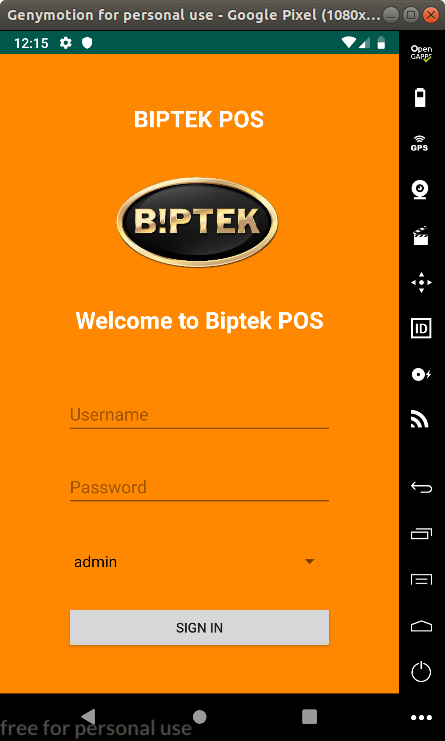 Genymotion for personal use - Google Pixel (1080x...
12:15
Open
GAPPS
BIPTEK POS
GPS
B!PTEK
Welcome to Biptek POS
ID
Username
Password
admin
SIGN IN
free for personal use